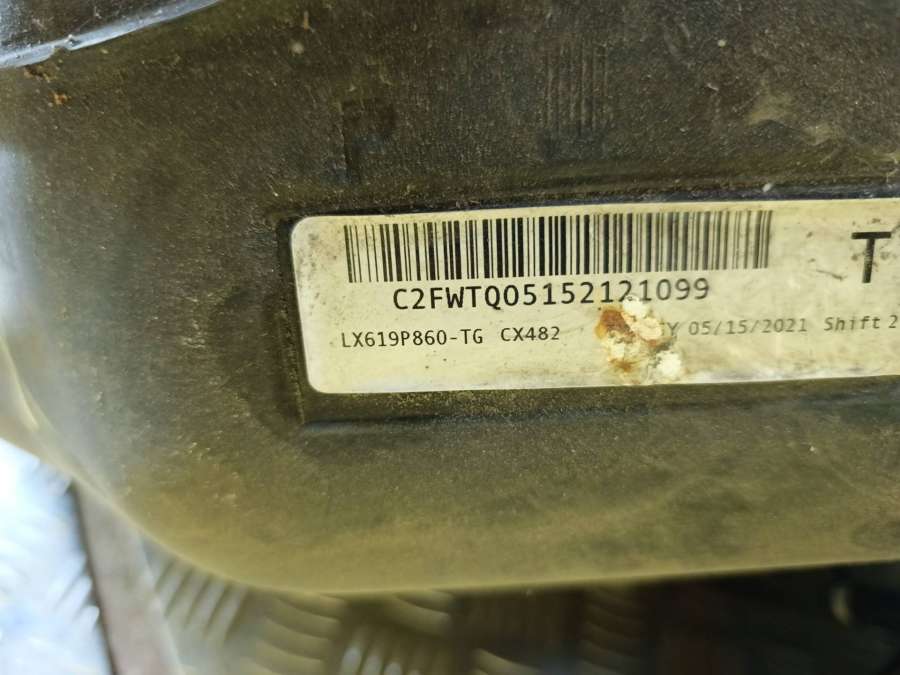 T
C2FWTQ05152121099
LX619P860-TG CX482 05/15/2021 Shift 2